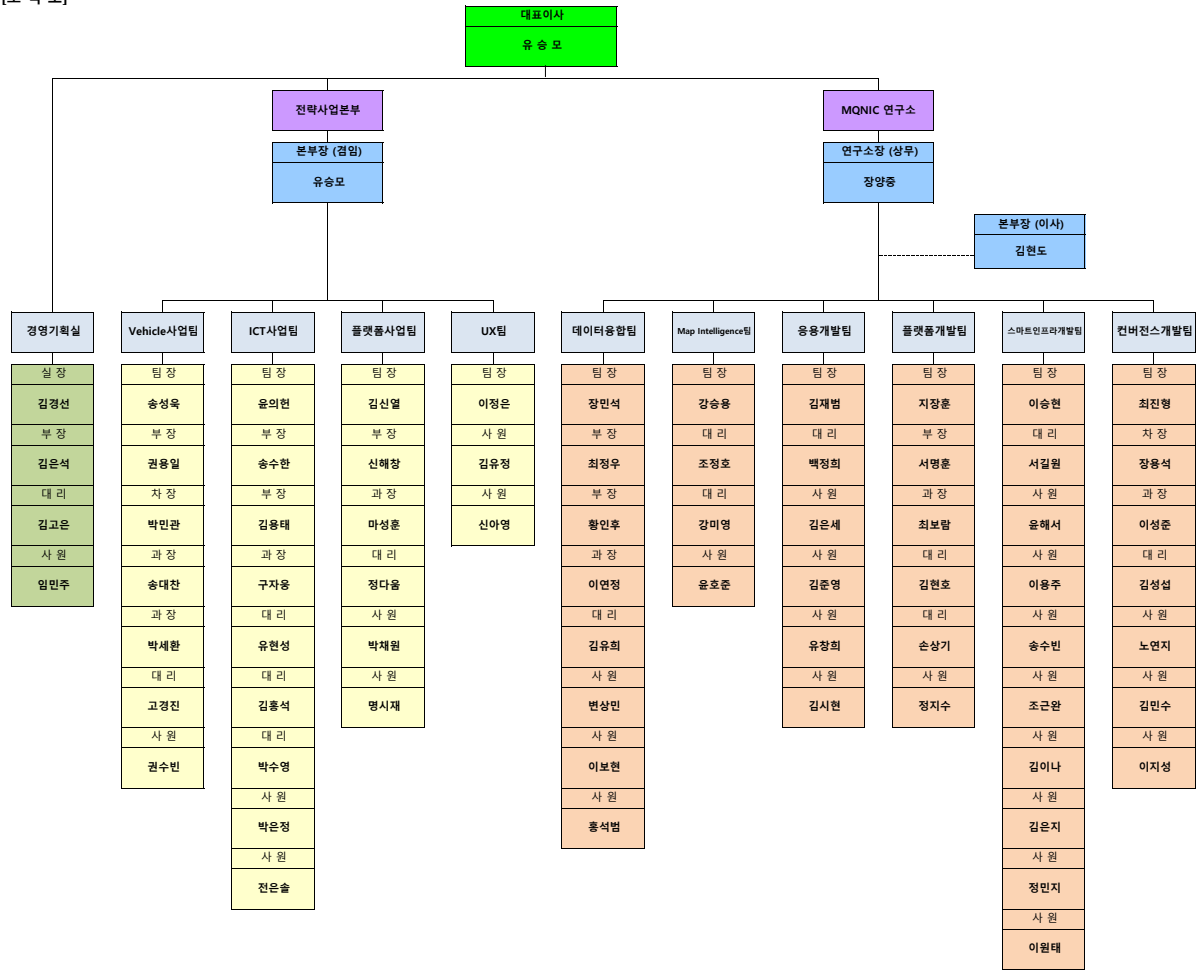 [조 직 도]
대표이사
유 승 모
전략사업본부
본부장 (겸임)
유승모
MQNIC 연구소
연구소장 (상무)
장양중
본부장 (이사)
김현도
경영기획실
실 장
김경선
부 장
김은석
대 리
김고은
사 원
임민주
Vehicle사업팀
팀 장
송성욱
부 장
권용일
차 장
박민관
과 장
송대찬
과 장
박세환
대 리
고경진
사 원
권수빈
ICT사업팀
팀 장
윤의헌
부 장
송수한
부 장
김용태
과 장
구자웅
대 리
유현성
대 리
김홍석
대 리
박수영
사 원
박은정
사 원
전은솔
플랫폼사업팀
팀 장
김신열
부 장
신해창
과 장
마성훈
대 리
정다움
사 원
박채원
사 원
명시재
UX팀
팀 장
이정은
사 원
김유정
사 원
신아영
데이터융합팀
팀 장
장민석
부 장
최정우
부 장
황인후
과 장
이연정
대 리
김유희
사 원
변상민
사 원
이보현
사 원
홍석범
Map Intelligence팀
팀 장
강승용
대 리
조정호
대 리
강미영
사 원
윤호준
응용개발팀
팀 장
김재범
대 리
백정희
사 원
김은세
사 원
김준영
사 원
유창희
사 원
김시현
플랫폼개발팀
팀 장
지장훈
부 장
서명훈
과 장
최보람
대 리
김현호
대 리
손상기
사 원
정지수
스마트인프라개발팀
팀 장
이승현
대 리
서길원
사 원
윤해서
사 원
이용주
사 원
송수빈
사 원
조근완
사 원
김이나
사 원
김은지
사 원
정민지
사 원
이원태
컨버전스개발팀
팀 장
최진형
차 장
장용석
과 장
이성준
대 리
김성섭
사 원
노연지
사 원
김민수
사 원
이지성